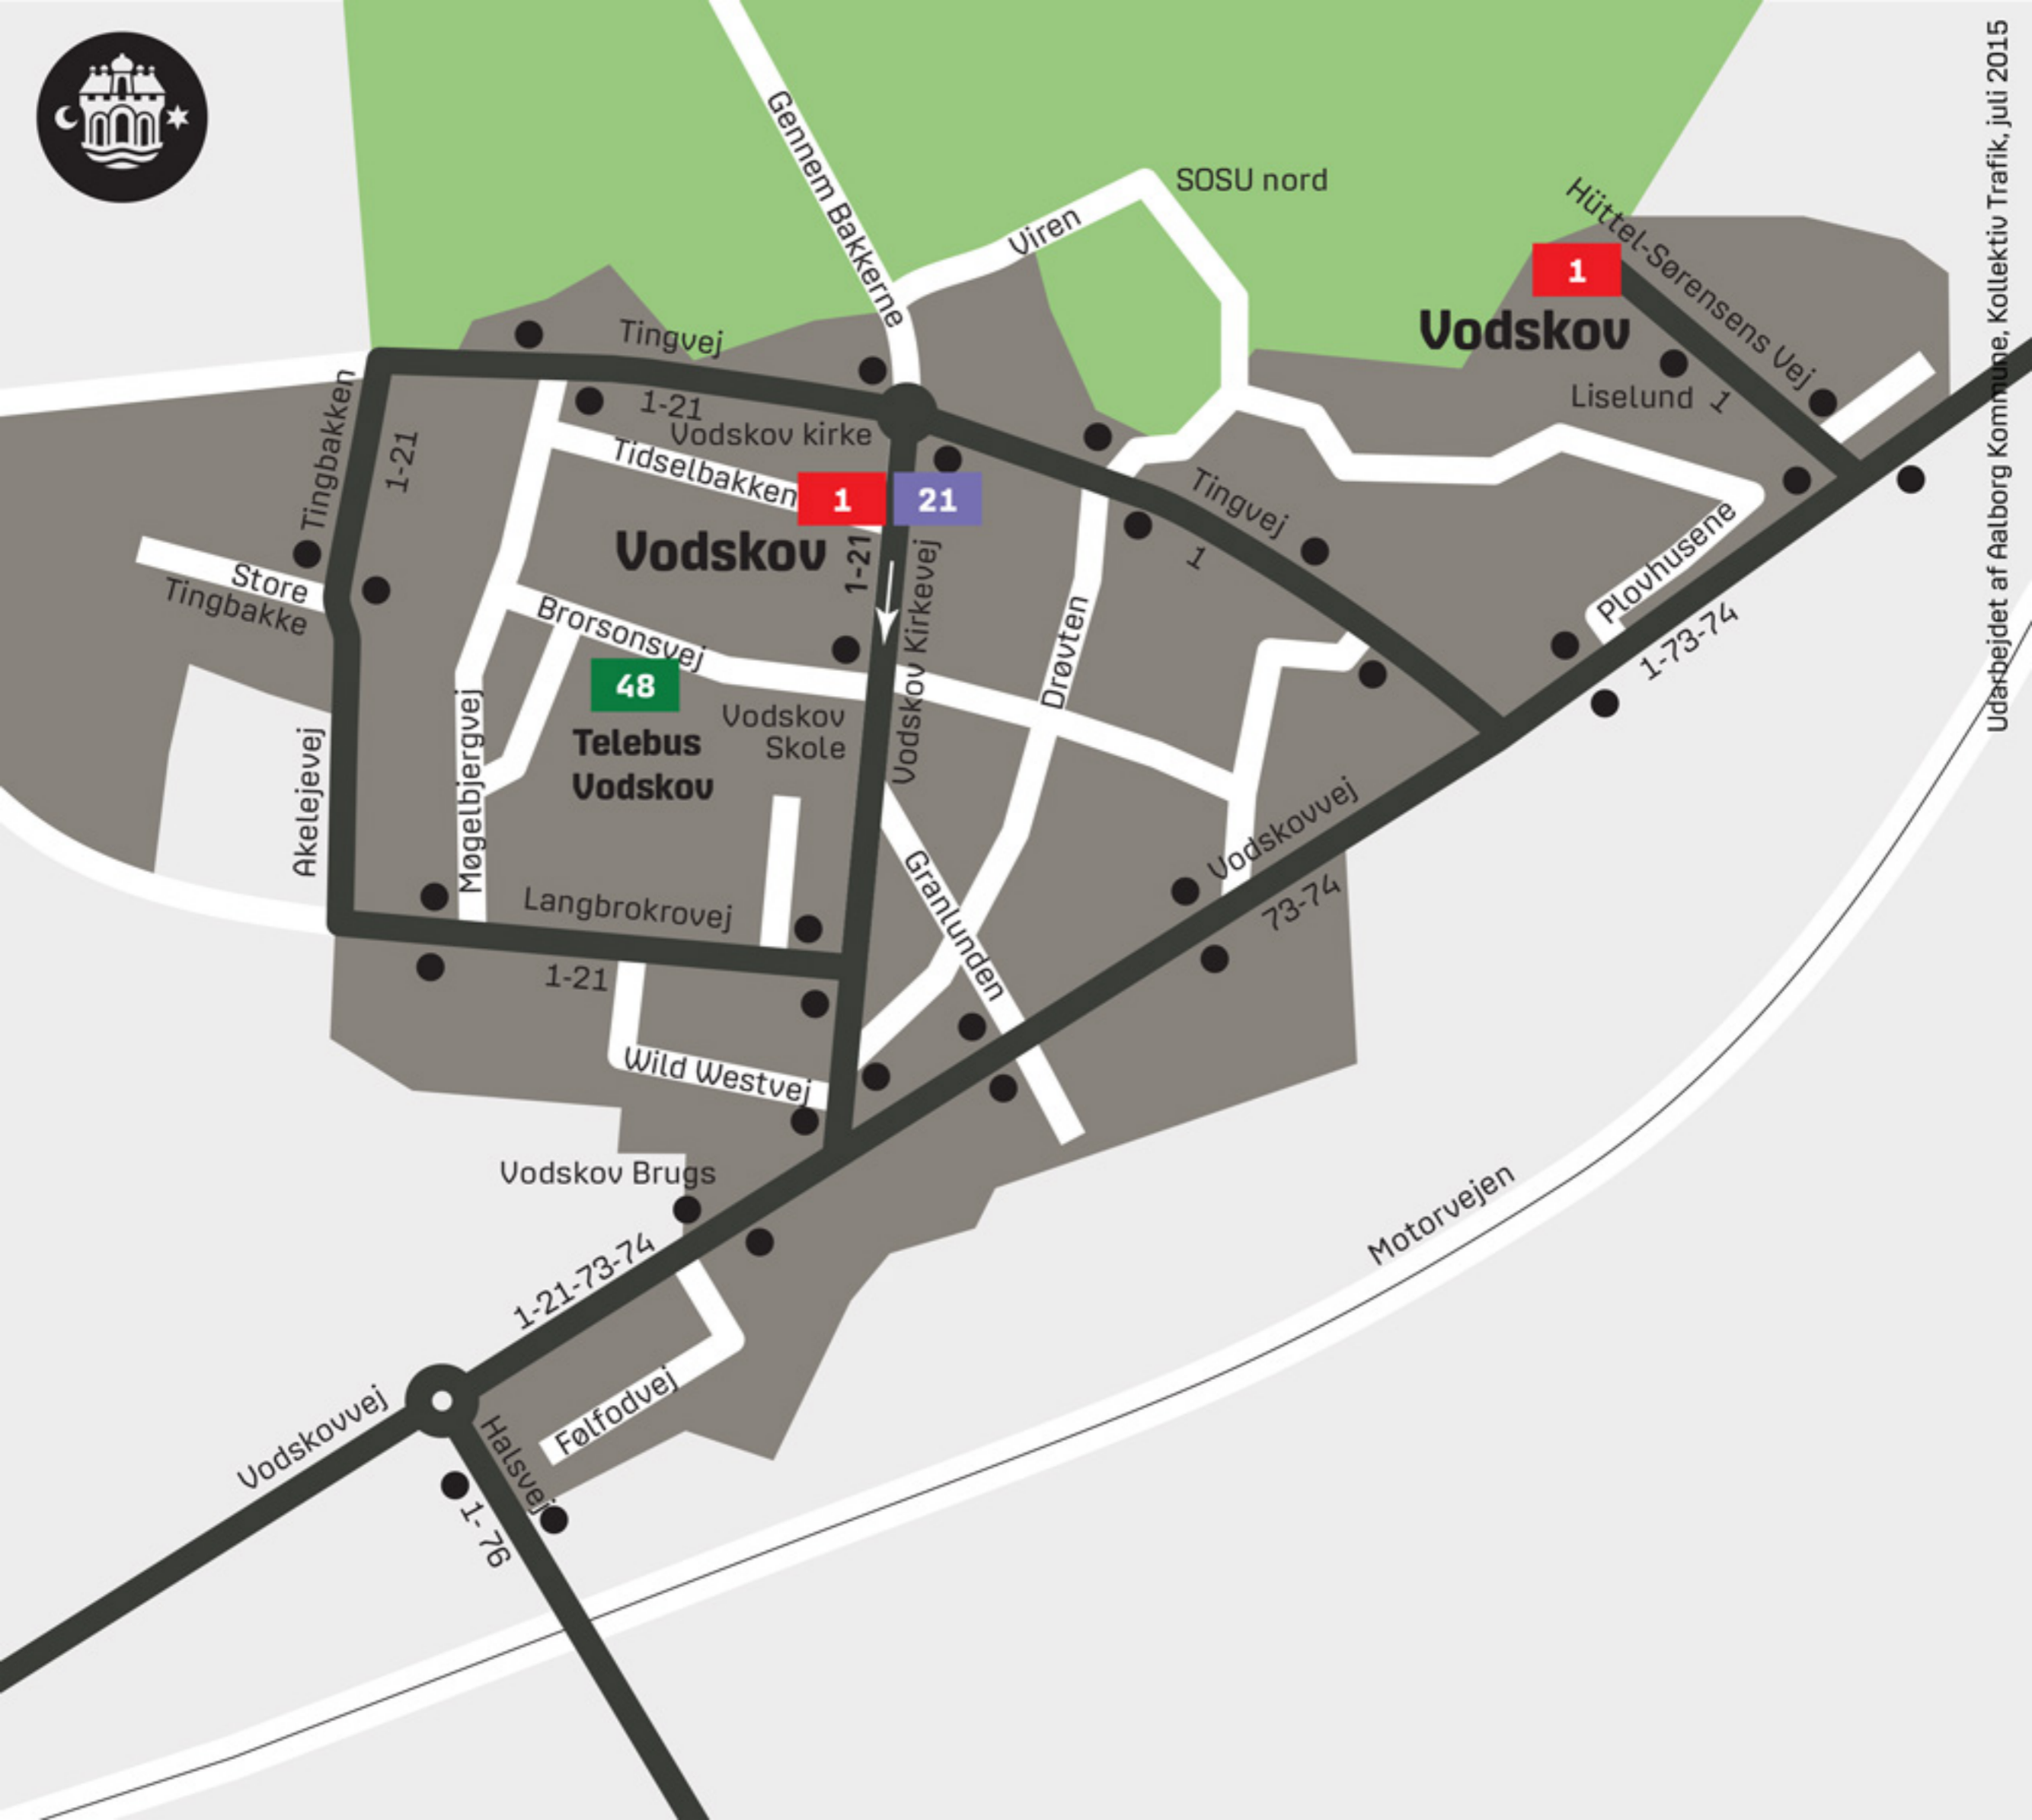 Gennem Bakkerne
SOSU nord
Viren
Hüttel-Sørensens Vej
1
Vodskov
Liselund
1
Udarbejdet af Aalborg Kommune, Kollektiv Trafik, juli 2015
Tingvej
1-21
Vodskov kirke
Tingbakken
1-21
Tidselbakken
1
21
Vodskov
1-21
Tingvej
1
Store
Tingbakke
Brorsonsvej
48
Telebus
Vodskov
Vodskov
Skole
Vodskov Kirkevej
Drøvten
Plovhusene
1-73-74
Akelejevej
Møgelbjergvej
Langbrokrovej
1-21
Granlunden
Vodskovvej
73-74
Wild Westvej
Vodskov Brugs
1-21-73-74
Motorvejen
Følfodvej
Vodskovvej
Halsvej
1-76